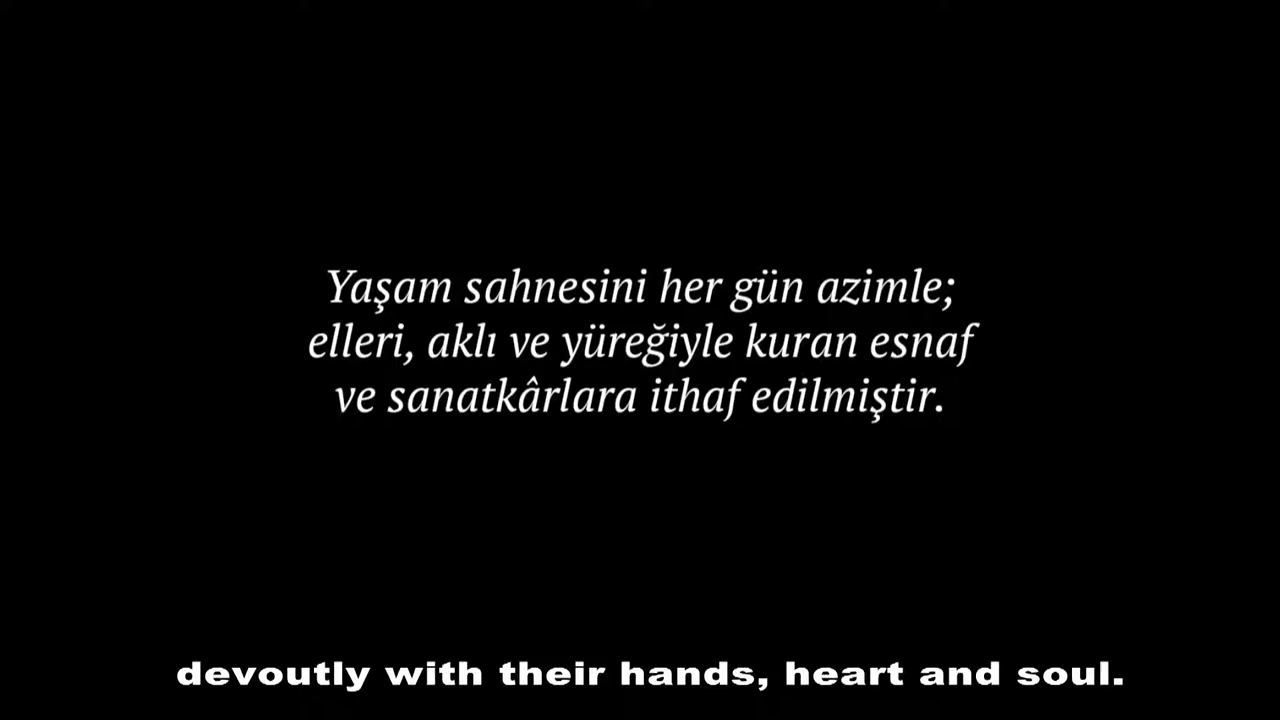 Yaşam sahnesini her gün azimle;
elleri, aklı ve yüreğiyle kuran esnaf
ve sanatkârlara ithaf edilmiştir.
devoutly with their hands, heart and soul.